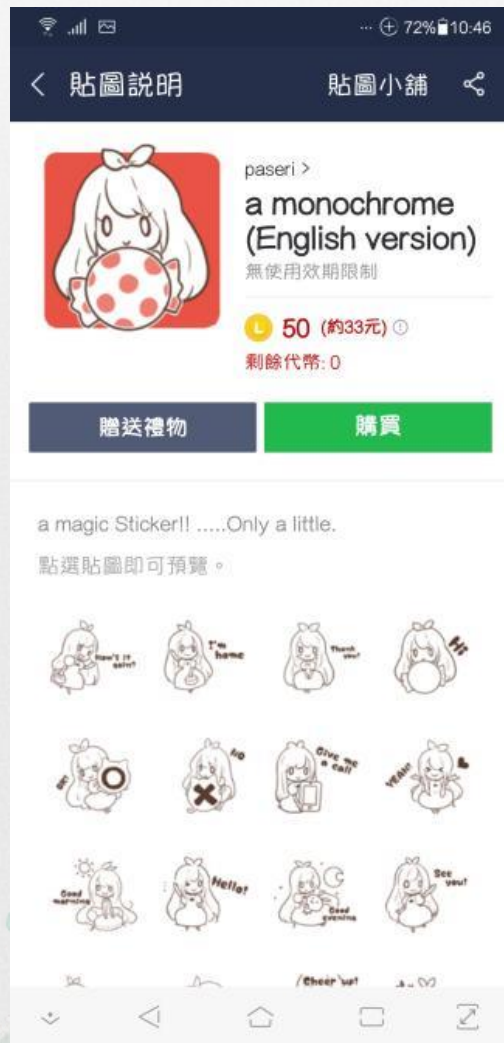 72% 10:46
貼圖說明
貼圖小舖
paseri >
a monochrome
(English version)
無使用效期限制
50 (約33元)
剩餘代幣: 0
贈送禮物
購買
a magic Sticker!! .....Only a little.
點選貼圖即可預覽。
How's it goin?
I'm home
Thank you!
Hi
OK!
NO
Give me a call
YEAH!
Good morning
Hello!
Good evening
See you!
Cheer up!